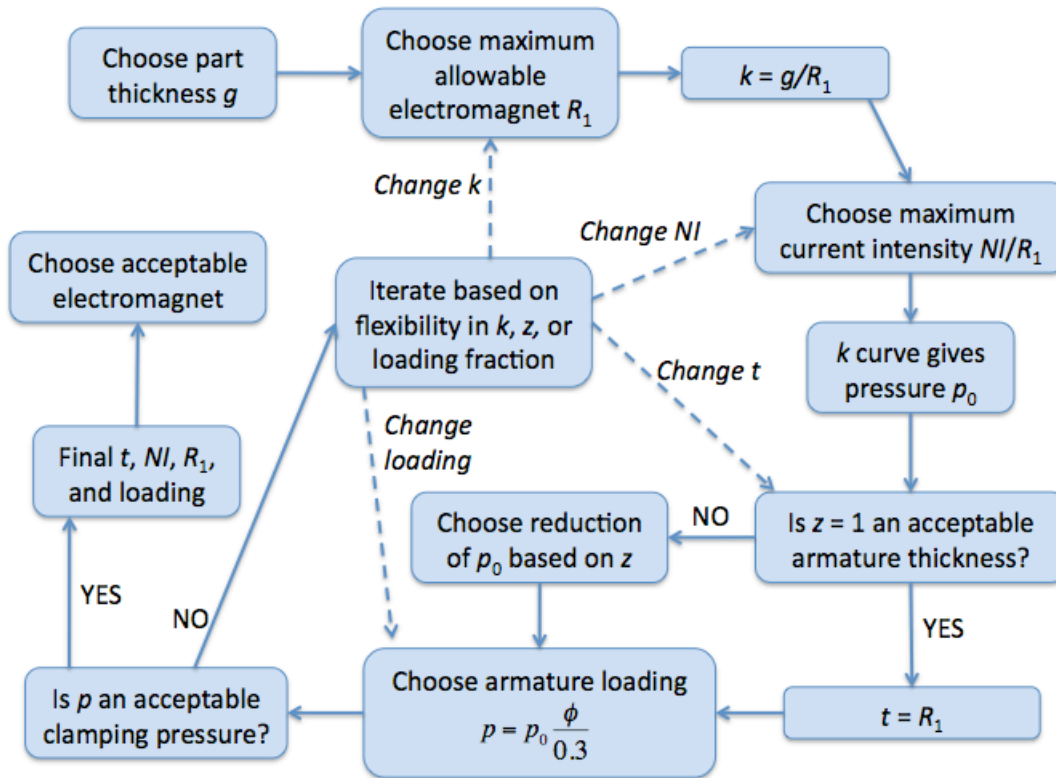 Choose part
thickness g
Choose maximum
allowable
electromagnet R₁
k = g/R₁
Change k
Change NI
Choose maximum
current intensity NI/R₁
Choose acceptable
electromagnet
Iterate based on
flexibility in k, z, or
loading fraction
k curve gives
pressure p₀
Change t
Change
loading
Final t, NI, R₁,
and loading
Choose reduction
of p₀ based on z
NO
Is z = 1 an acceptable
armature thickness?
YES
NO
YES
Is p an acceptable
clamping pressure?
Choose armature loading
p = p₀ ϕ/0.3
t = R₁